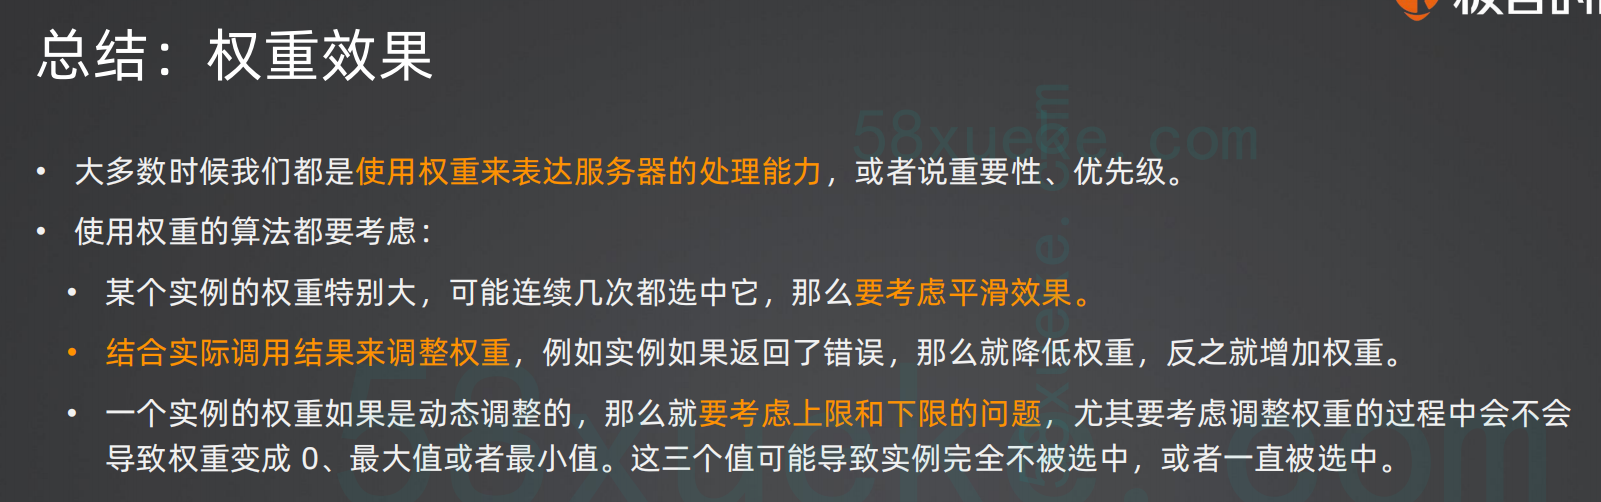 总结：权重效果
• 大多数时候我们都是使用权重来表达服务器的处理能力，或者说重要性、优先级。
• 使用权重的算法都要考虑：
• 某个实例的权重特别大，可能连续几次都选中它，那么要考虑平滑效果。
• 结合实际调用结果来调整权重，例如实例如果返回了错误，那么就降低权重，反之就增加权重。
• 一个实例的权重如果是动态调整的，那么就要考虑上限和下限的问题，尤其要考虑调整权重的过程中会不会
导致权重变成 0、最大值或者最小值。这三个值可能导致实例完全不被选中，或者一直被选中。